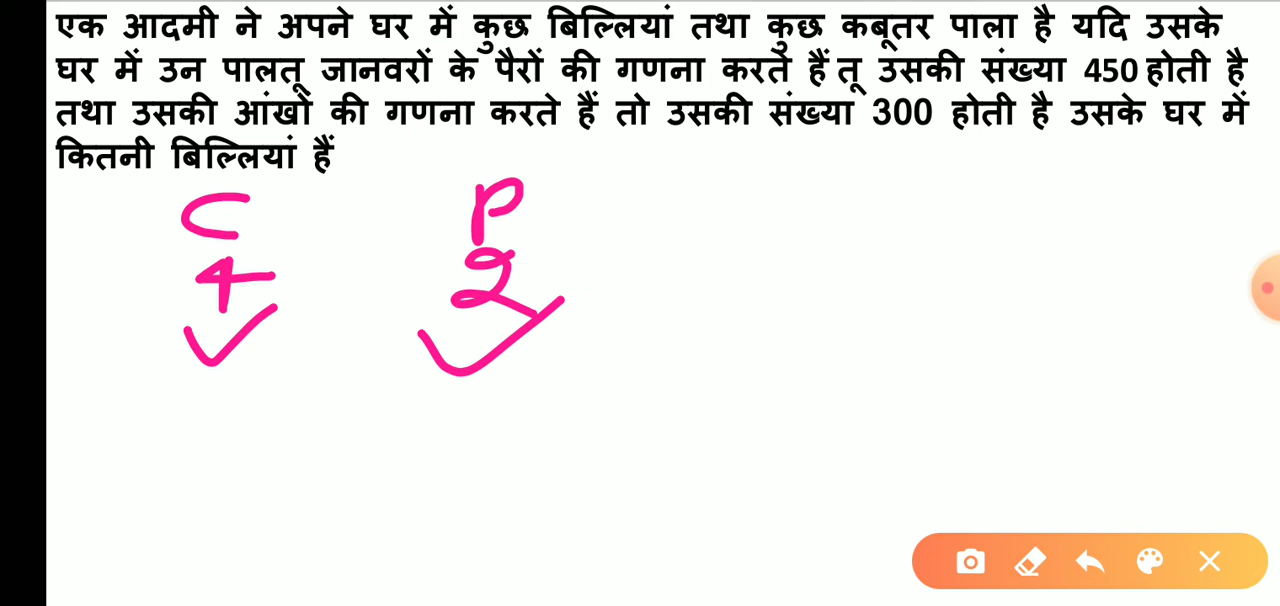 एक आदमी ने अपने घर में कुछ बिल्लियां तथा कुछ कबूतर पाला है यदि उसके
घर में उन पालतू जानवरों के पैरों की गणना करते हैं तू उसकी संख्या 450 होती है
तथा उसकी आंखों की गणना करते हैं तो उसकी संख्या 300 होती है उसके घर में
कितनी बिल्लियां हैं
C P
4 2